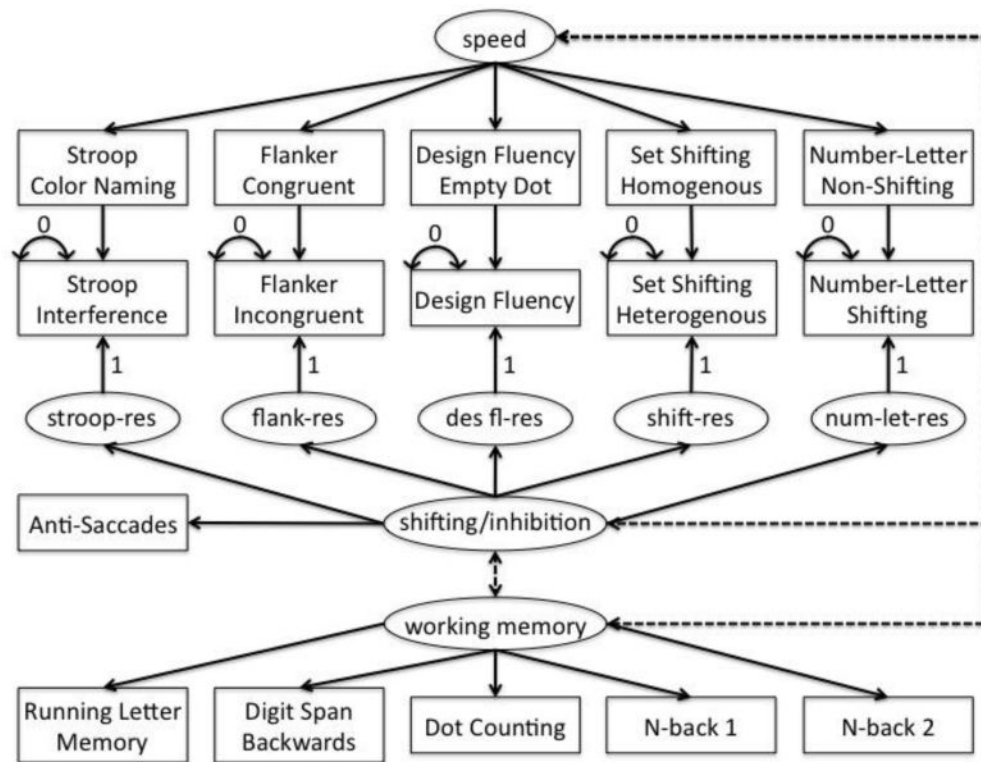 speed
Stroop
Color Naming
Flanker
Congruent
Design Fluency
Empty Dot
Set Shifting
Homogenous
Number-Letter
Non-Shifting
0
0
0
0
0
Stroop
Interference
Flanker
Incongruent
Design Fluency
Set Shifting
Heterogenous
Number-Letter
Shifting
1
1
1
1
1
stroop-res
flank-res
des fl-res
shift-res
num-let-res
Anti-Saccades
shifting/inhibition
working memory
Running Letter
Memory
Digit Span
Backwards
Dot Counting
N-back 1
N-back 2